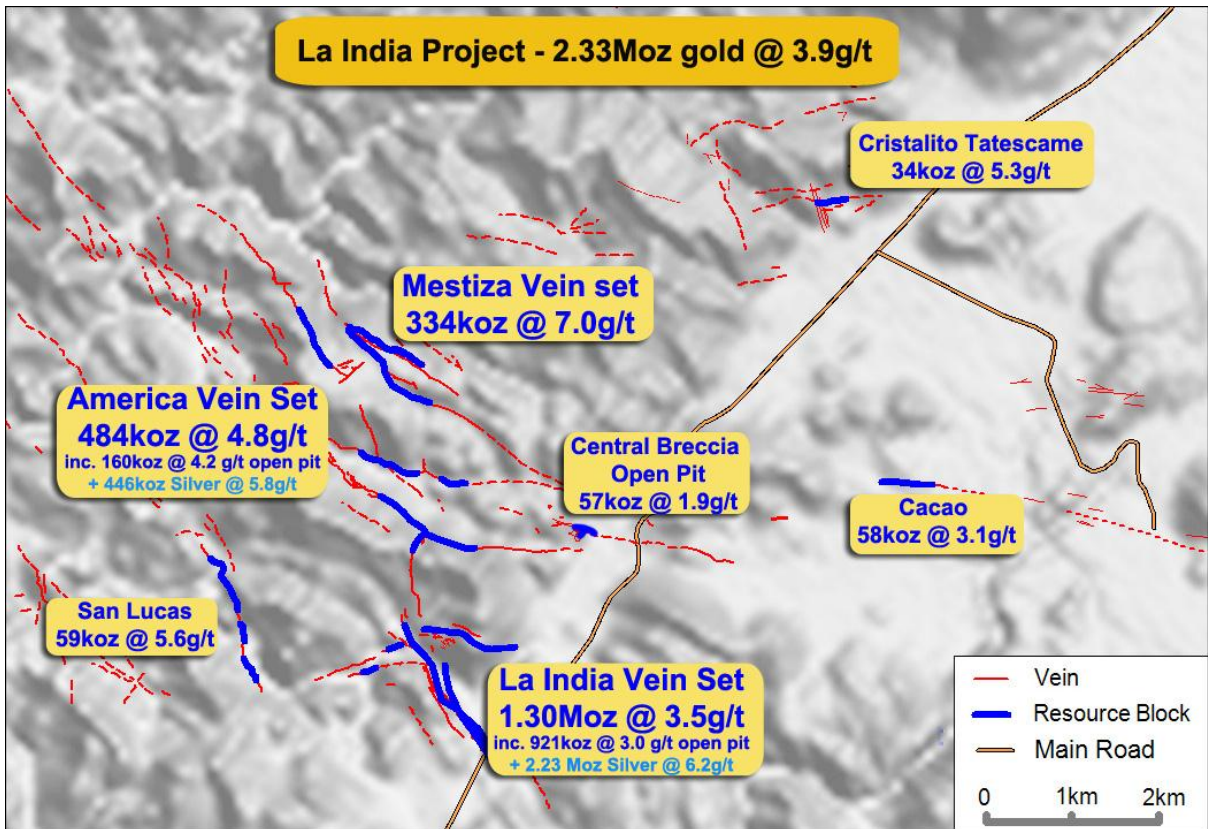 La India Project - 2.33Moz gold @ 3.9g/t
Cristalito Tatescame
34koz @ 5.3g/t
Mestiza Vein set
334koz @ 7.0g/t
America Vein Set
484koz @ 4.8g/t
inc. 160koz @ 4.2 g/t open pit
+ 446koz Silver @ 5.8g/t
Central Breccia
Open Pit
57koz @ 1.9g/t
Cacao
58koz @ 3.1g/t
San Lucas
59koz @ 5.6g/t
La India Vein Set
1.30Moz @ 3.5g/t
inc. 921koz @ 3.0 g/t open pit
+ 2.23 Moz Silver @ 6.2g/t
Vein
Resource Block
Main Road
0 1km 2km